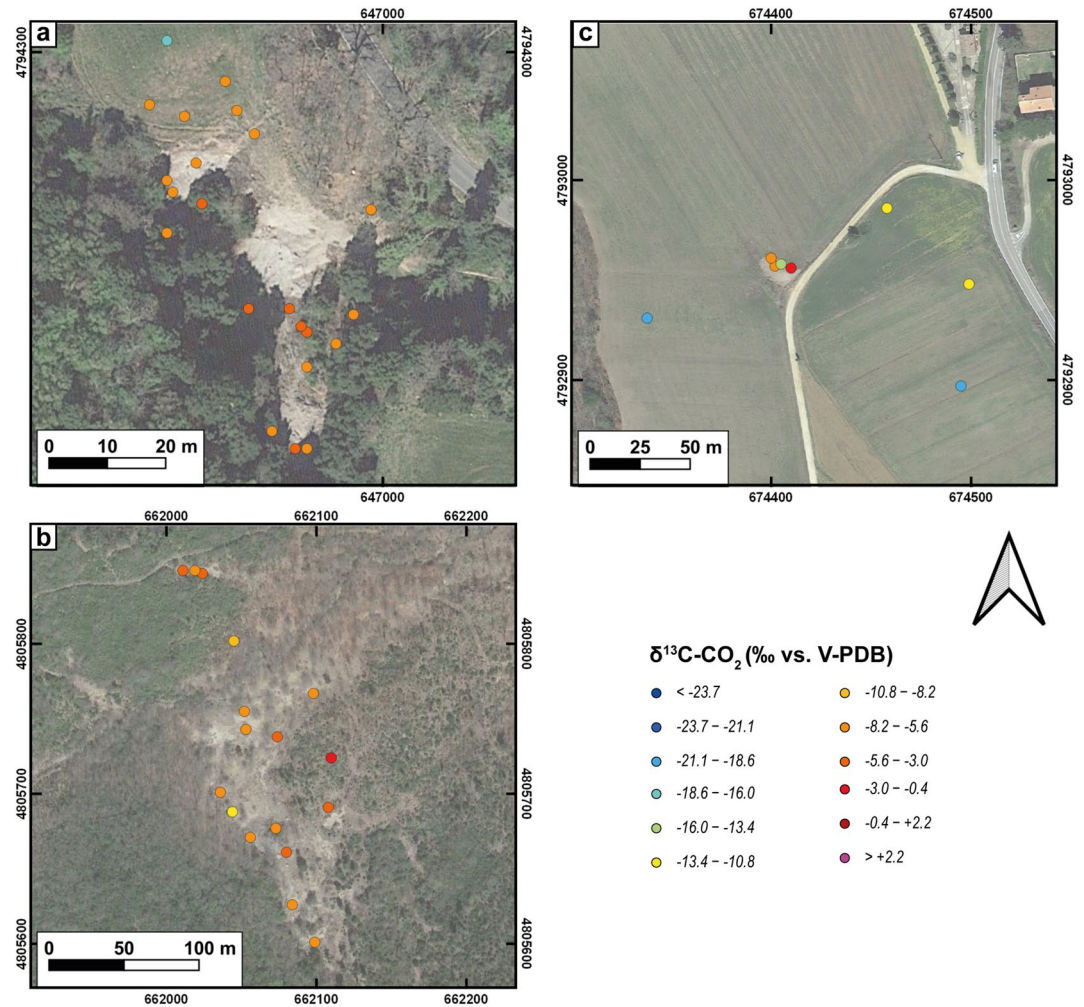 a
647000
4794300
4794300
0 10 20 m
647000
c
674400 674500
4793000
4793000
4792900
4792900
0 25 50 m
674400 674500
b
662000 662100 662200
4805800
4805800
4805700
4805700
4805600
4805600
0 50 100 m
662000 662100 662200
δ¹³C-CO₂ (‰ vs. V-PDB)
< -23.7
-23.7 – -21.1
-21.1 – -18.6
-18.6 – -16.0
-16.0 – -13.4
-13.4 – -10.8
-10.8 – -8.2
-8.2 – -5.6
-5.6 – -3.0
-3.0 – -0.4
-0.4 – +2.2
> +2.2